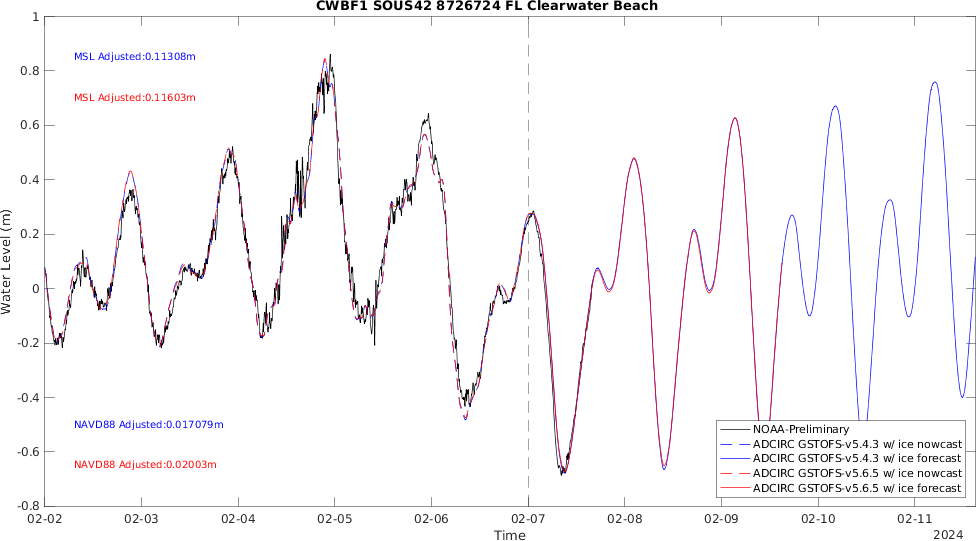 CWBF1 SOUS42 8726724 FL Clearwater Beach
1
0.8
0.6
0.4
0.2
0
-0.2
-0.4
-0.6
-0.8
Water Level (m)
MSL Adjusted:0.11308m
MSL Adjusted:0.11603m
NAVD88 Adjusted:0.017079m
NAVD88 Adjusted:0.02003m
NOAA-Preliminary
ADCIRC GSTOFS-v5.4.3 w/ ice nowcast
ADCIRC GSTOFS-v5.4.3 w/ ice forecast
ADCIRC GSTOFS-v5.6.5 w/ ice nowcast
ADCIRC GSTOFS-v5.6.5 w/ ice forecast
02-02 02-03 02-04 02-05 02-06 02-07 02-08 02-09 02-10 02-11
Time
2024